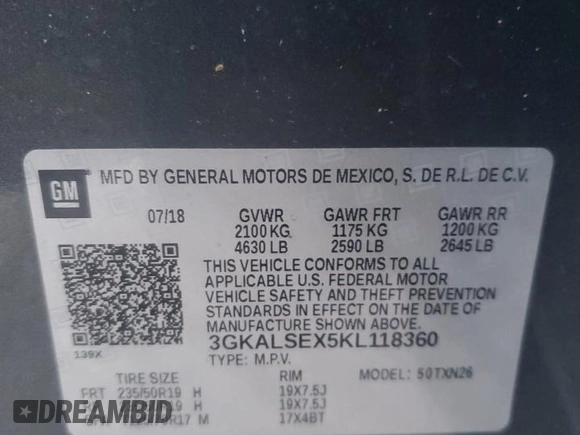 GM
MFD BY GENERAL MOTORS DE MEXICO, S. DE R.L. DE C.V.
07/18 GVWR GAWR FRT GAWR RR
2100 KG 1175 KG 1200 KG
4630 LB 2590 LB 2645 LB
THIS VEHICLE CONFORMS TO ALL
APPLICABLE U.S. FEDERAL MOTOR
VEHICLE SAFETY AND THEFT PREVENTION
STANDARDS IN EFFECT ON THE DATE OF
MANUFACTURE SHOWN ABOVE.
139X
3GKALSEX5KL118360
TYPE: M.P.V. MODEL: 50TXN26
TIRE SIZE RIM
FRT 235/50R19 H 19X7.5J
H 19X7.5J
M 17X4BT
DREAMBID